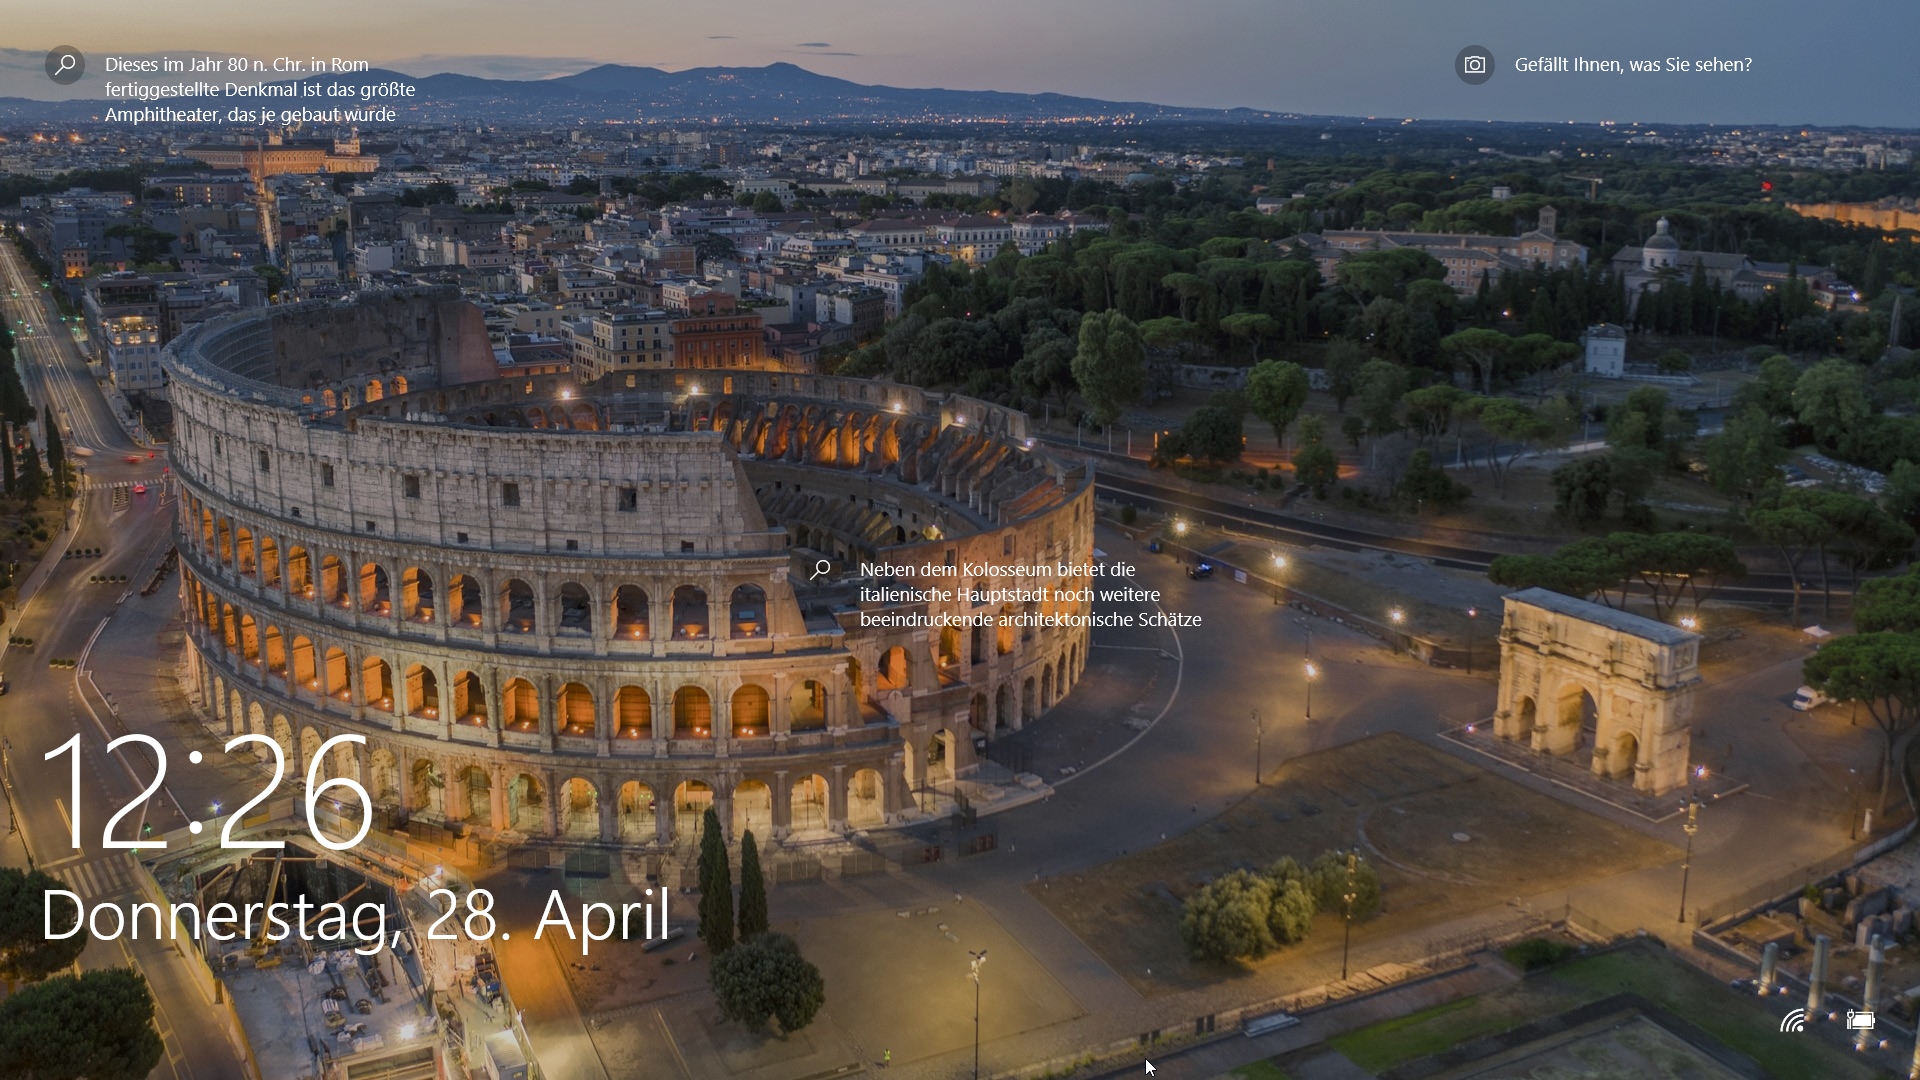 Dieses im Jahr 80 n. Chr. in Rom
fertiggestellte Denkmal ist das größte
Amphitheater, das je gebaut wurde
Gefällt Ihnen, was Sie sehen?
Neben dem Kolosseum bietet die
italienische Hauptstadt noch weitere
beeindruckende architektonische Schätze
12:26
Donnerstag, 28. April